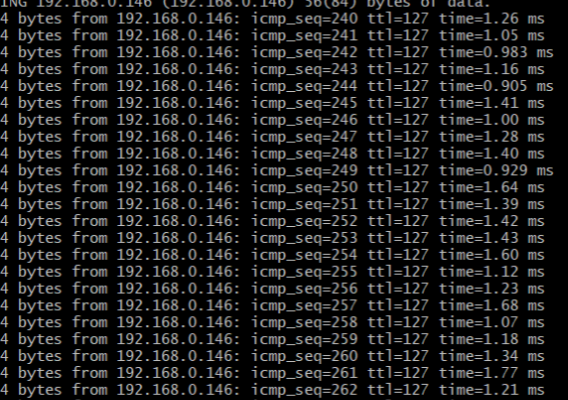 ING 192.168.0.146 (192.168.0.146) 56(84) bytes of data.
4 bytes from 192.168.0.146: icmp_seq=240 ttl=127 time=1.26 ms
4 bytes from 192.168.0.146: icmp_seq=241 ttl=127 time=1.05 ms
4 bytes from 192.168.0.146: icmp_seq=242 ttl=127 time=0.983 ms
4 bytes from 192.168.0.146: icmp_seq=243 ttl=127 time=1.16 ms
4 bytes from 192.168.0.146: icmp_seq=244 ttl=127 time=0.905 ms
4 bytes from 192.168.0.146: icmp_seq=245 ttl=127 time=1.41 ms
4 bytes from 192.168.0.146: icmp_seq=246 ttl=127 time=1.00 ms
4 bytes from 192.168.0.146: icmp_seq=247 ttl=127 time=1.28 ms
4 bytes from 192.168.0.146: icmp_seq=248 ttl=127 time=1.40 ms
4 bytes from 192.168.0.146: icmp_seq=249 ttl=127 time=0.929 ms
4 bytes from 192.168.0.146: icmp_seq=250 ttl=127 time=1.64 ms
4 bytes from 192.168.0.146: icmp_seq=251 ttl=127 time=1.39 ms
4 bytes from 192.168.0.146: icmp_seq=252 ttl=127 time=1.42 ms
4 bytes from 192.168.0.146: icmp_seq=253 ttl=127 time=1.43 ms
4 bytes from 192.168.0.146: icmp_seq=254 ttl=127 time=1.60 ms
4 bytes from 192.168.0.146: icmp_seq=255 ttl=127 time=1.12 ms
4 bytes from 192.168.0.146: icmp_seq=256 ttl=127 time=1.23 ms
4 bytes from 192.168.0.146: icmp_seq=257 ttl=127 time=1.68 ms
4 bytes from 192.168.0.146: icmp_seq=258 ttl=127 time=1.07 ms
4 bytes from 192.168.0.146: icmp_seq=259 ttl=127 time=1.18 ms
4 bytes from 192.168.0.146: icmp_seq=260 ttl=127 time=1.34 ms
4 bytes from 192.168.0.146: icmp_seq=261 ttl=127 time=1.77 ms
4 bytes from 192.168.0.146: icmp_seq=262 ttl=127 time=1.21 ms